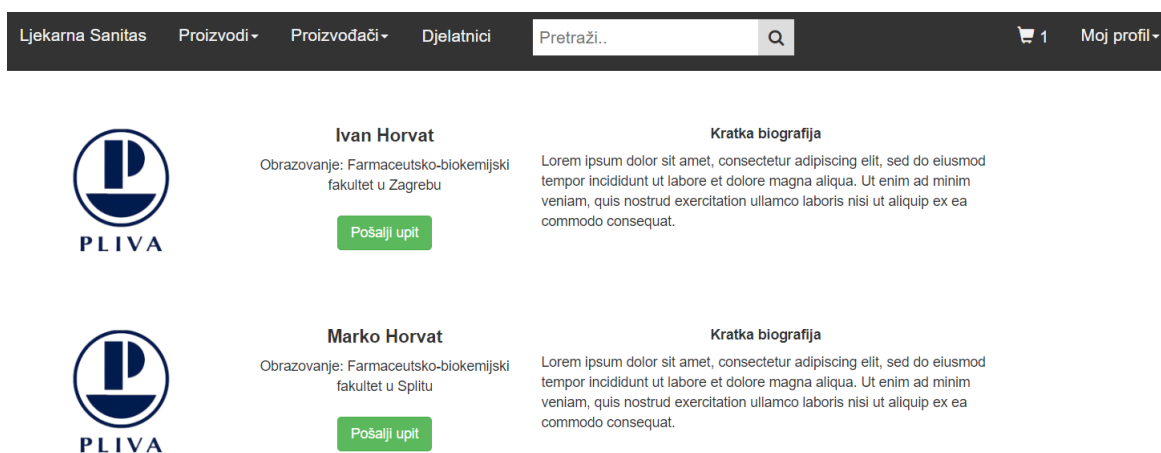 Ljekarna Sanitas Proizvodi Proizvođači Djelatnici Pretraži.. 1 Moj profil
Ivan Horvat
Obrazovanje: Farmaceutsko-biokemijski
fakultet u Zagrebu
Pošalji upit
Kratka biografija
Lorem ipsum dolor sit amet, consectetur adipiscing elit, sed do eiusmod
tempor incididunt ut labore et dolore magna aliqua. Ut enim ad minim
veniam, quis nostrud exercitation ullamco laboris nisi ut aliquip ex ea
commodo consequat.
P
PLIVA
Marko Horvat
Obrazovanje: Farmaceutsko-biokemijski
fakultet u Splitu
Pošalji upit
Kratka biografija
Lorem ipsum dolor sit amet, consectetur adipiscing elit, sed do eiusmod
tempor incididunt ut labore et dolore magna aliqua. Ut enim ad minim
veniam, quis nostrud exercitation ullamco laboris nisi ut aliquip ex ea
commodo consequat.
P
PLIVA